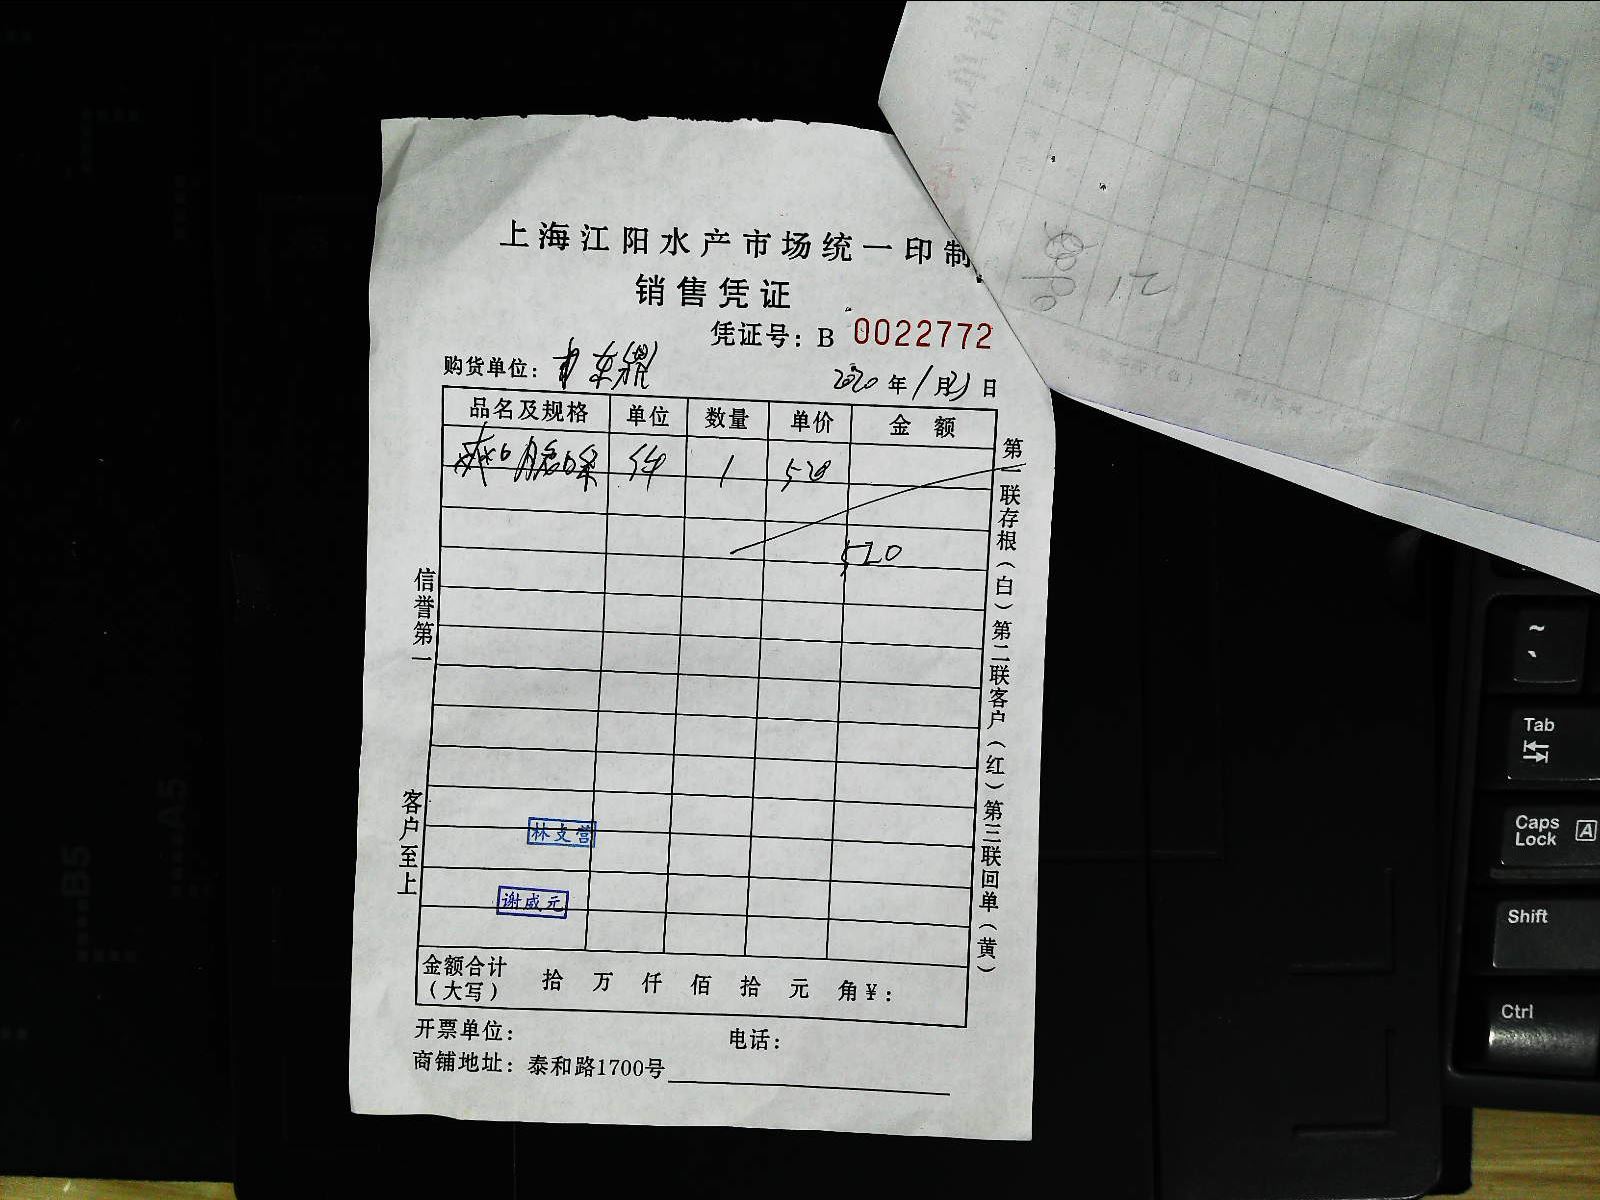 上海江阳水产市场统一印制
销售凭证
凭证号：B 0022772
购货单位：
2020 年 1 月 日
品名及规格 单位 数量 单价 金 额
件 1 520
520
第一联存根（白）第二联客户（红）第三联回单（黄）
信誉第一
客户至上
林支营
谢威元
金额合计（大写） 拾 万 仟 佰 拾 元 角 ¥：
开票单位： 电话：
商铺地址：泰和路1700号
~
`
Tab
Caps Lock A
Shift
Ctrl
B5
A5